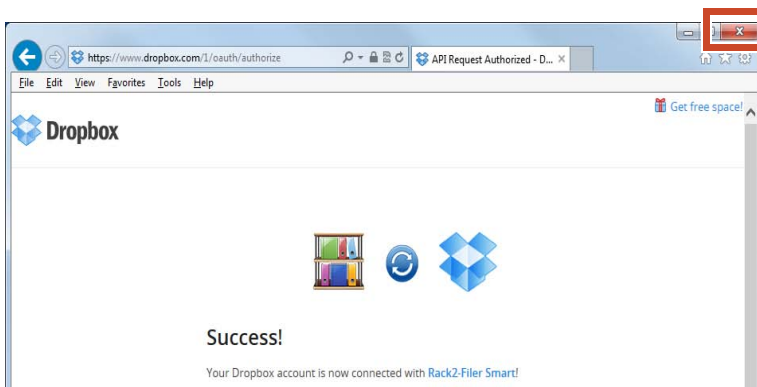 https://www.dropbox.com/1/oauth/authorize
API Request Authorized - D...
File Edit View Favorites Tools Help
Get free space!
Dropbox
Success!
Your Dropbox account is now connected with Rack2-Filer Smart!